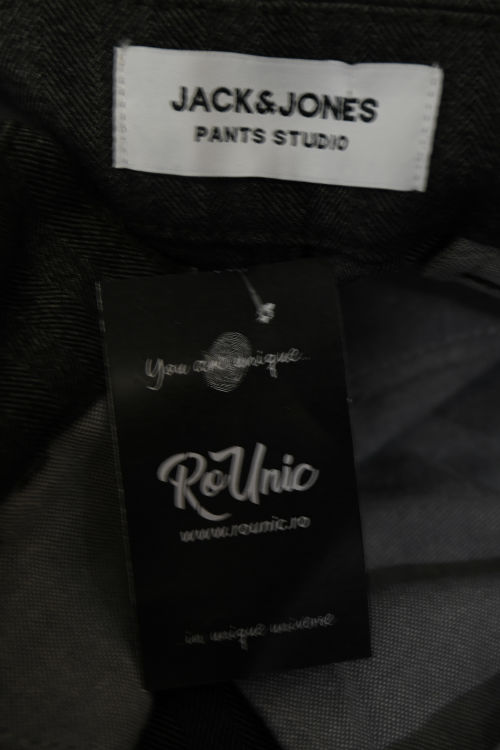 JACK&JONES
PANTS STUDIO
You are unique...
RoUnic
www.rounic.ro
in unique universe